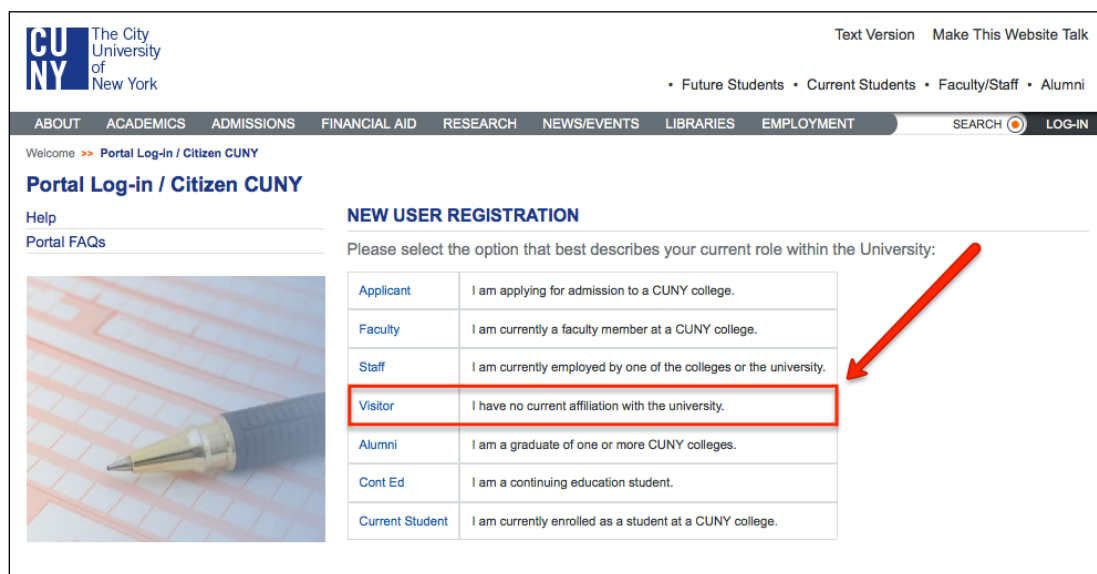 CU The City
University
NY of
New York
Text Version Make This Website Talk
• Future Students • Current Students • Faculty/Staff • Alumni
ABOUT ACADEMICS ADMISSIONS FINANCIAL AID RESEARCH NEWS/EVENTS LIBRARIES EMPLOYMENT SEARCH LOG-IN
Welcome >> Portal Log-in / Citizen CUNY
Portal Log-in / Citizen CUNY
Help
Portal FAQs
NEW USER REGISTRATION
Please select the option that best describes your current role within the University:
Applicant I am applying for admission to a CUNY college.
Faculty I am currently a faculty member at a CUNY college.
Staff I am currently employed by one of the colleges or the university.
Visitor I have no current affiliation with the university.
Alumni I am a graduate of one or more CUNY colleges.
Cont Ed I am a continuing education student.
Current Student I am currently enrolled as a student at a CUNY college.